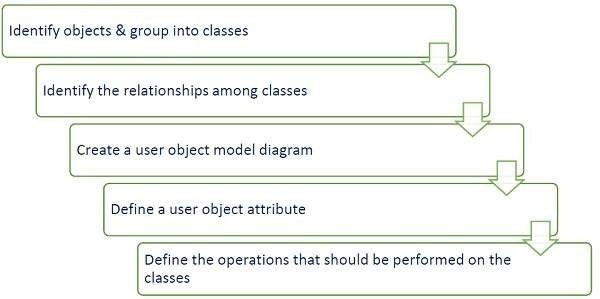 Identify objects & group into classes
Identify the relationships among classes
Create a user object model diagram
Define a user object attribute
Define the operations that should be performed on the
classes